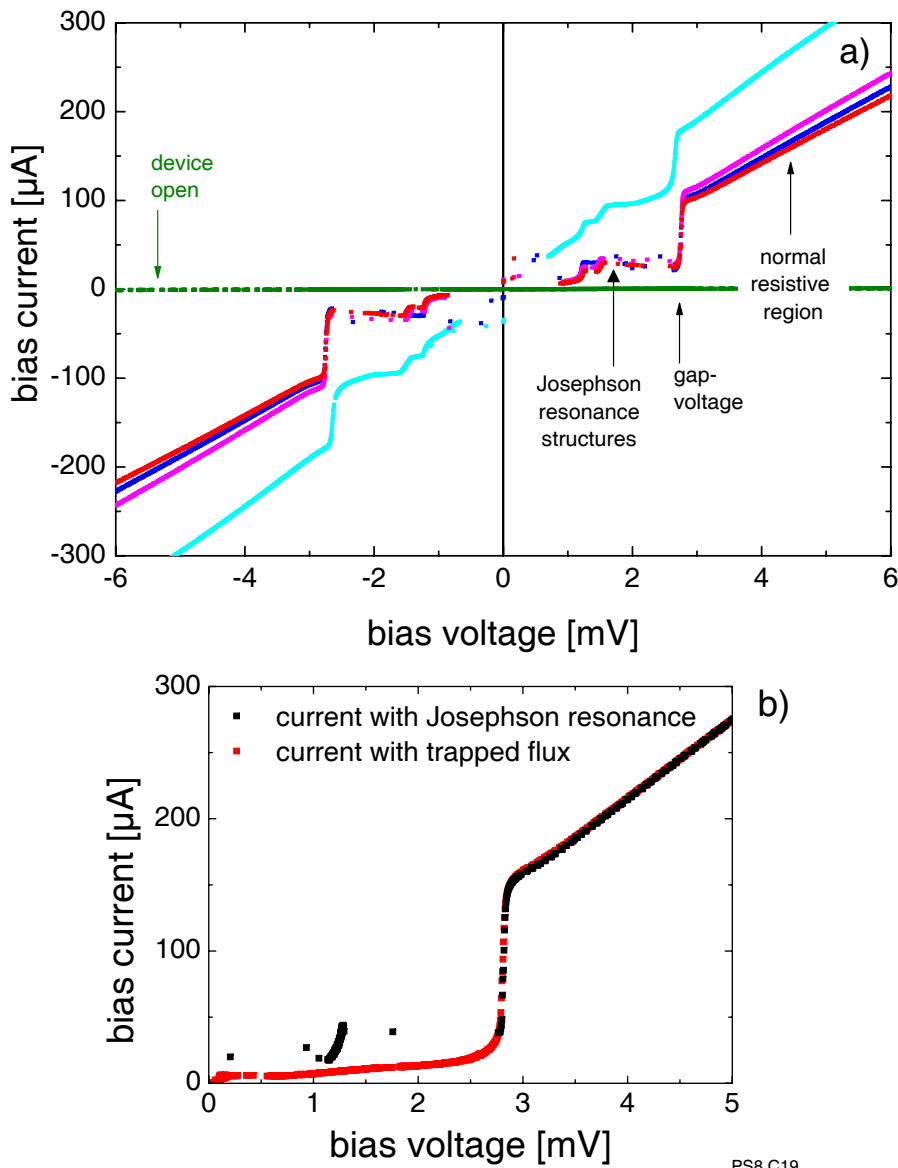 300
a)
200
100
0
-100
-200
-300
bias current [µA]
device
open
normal
resistive
region
Josephson
resonance
structures
gap-
voltage
-6
-4
-2
0
2
4
6
bias voltage [mV]
300
b)
200
100
0
bias current [µA]
current with Josephson resonance
current with trapped flux
0
1
2
3
4
5
bias voltage [mV]
PS8 C19